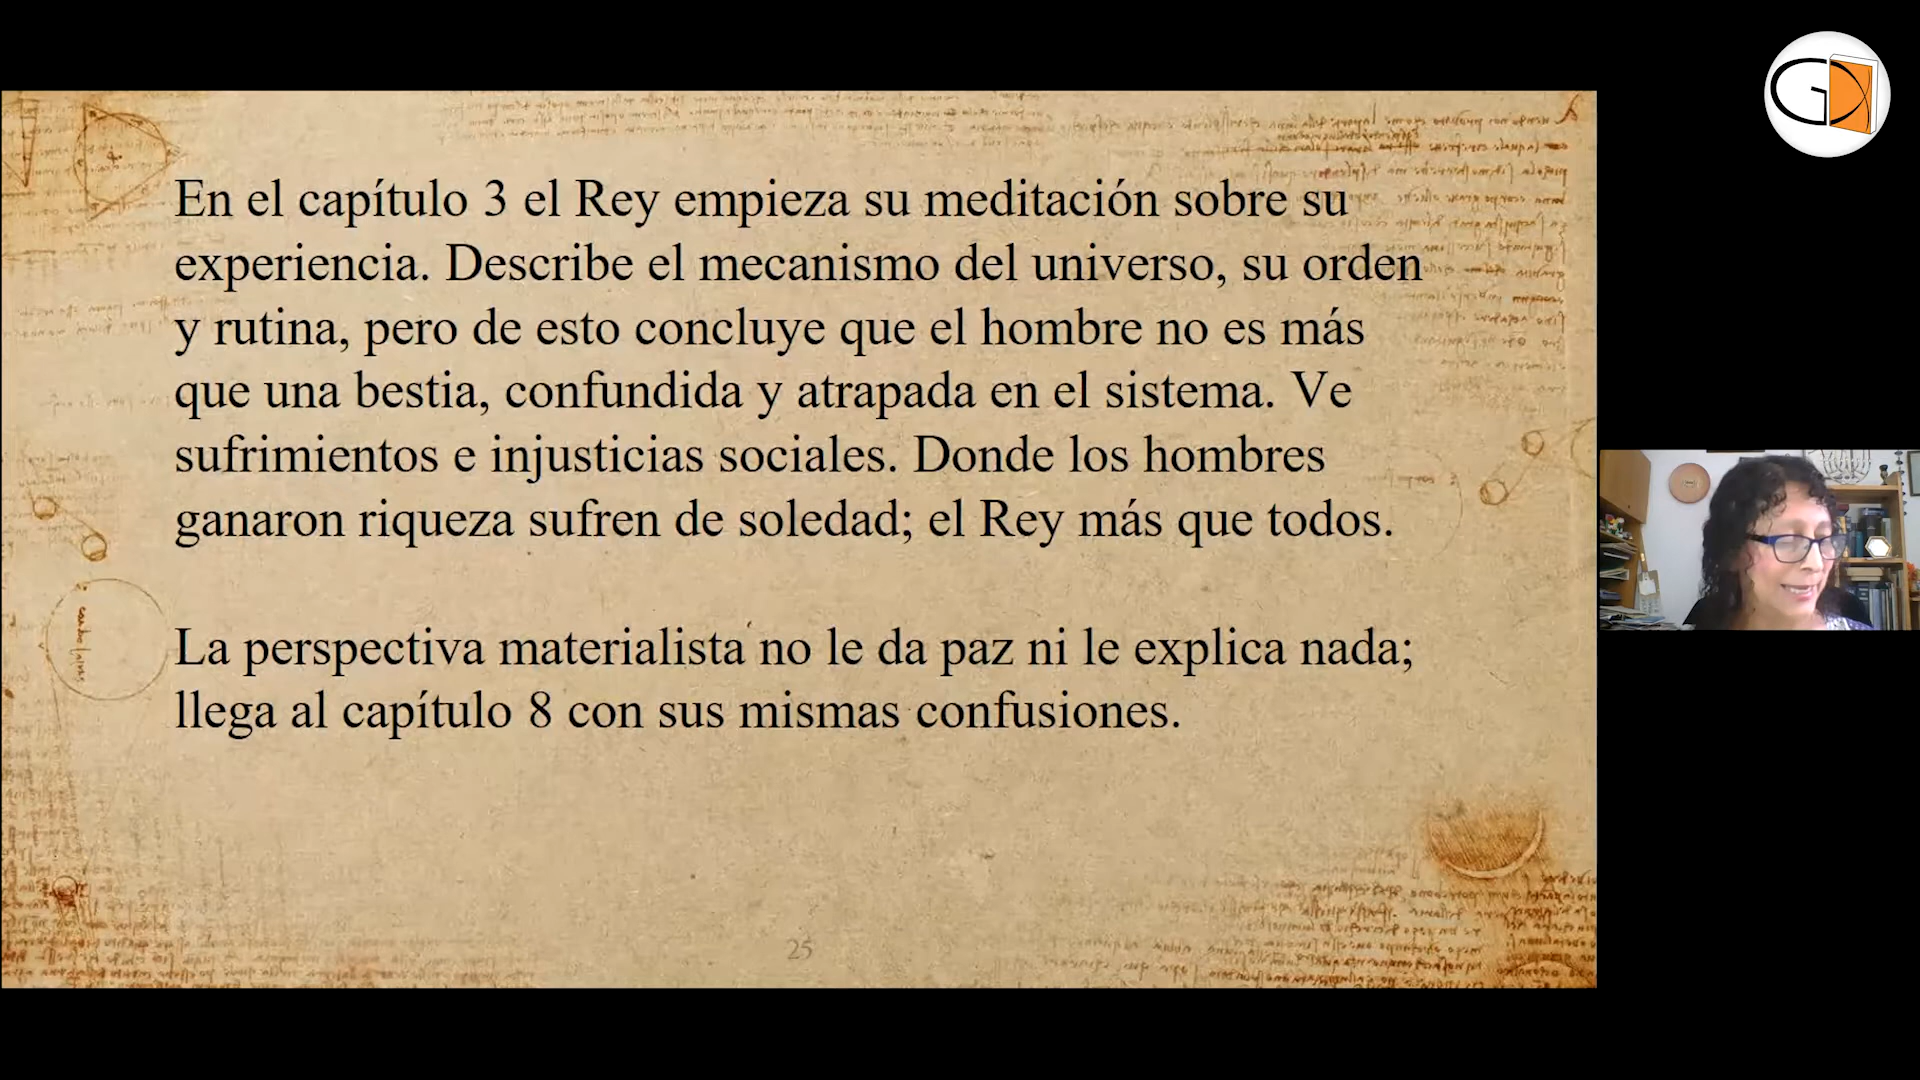 En el capítulo 3 el Rey empieza su meditación sobre su
experiencia. Describe el mecanismo del universo, su orden
y rutina, pero de esto concluye que el hombre no es más
que una bestia, confundida y atrapada en el sistema. Ve
sufrimientos e injusticias sociales. Donde los hombres
ganaron riqueza sufren de soledad; el Rey más que todos.
La perspectiva materialista no le da paz ni le explica nada;
llega al capítulo 8 con sus mismas confusiones.
25